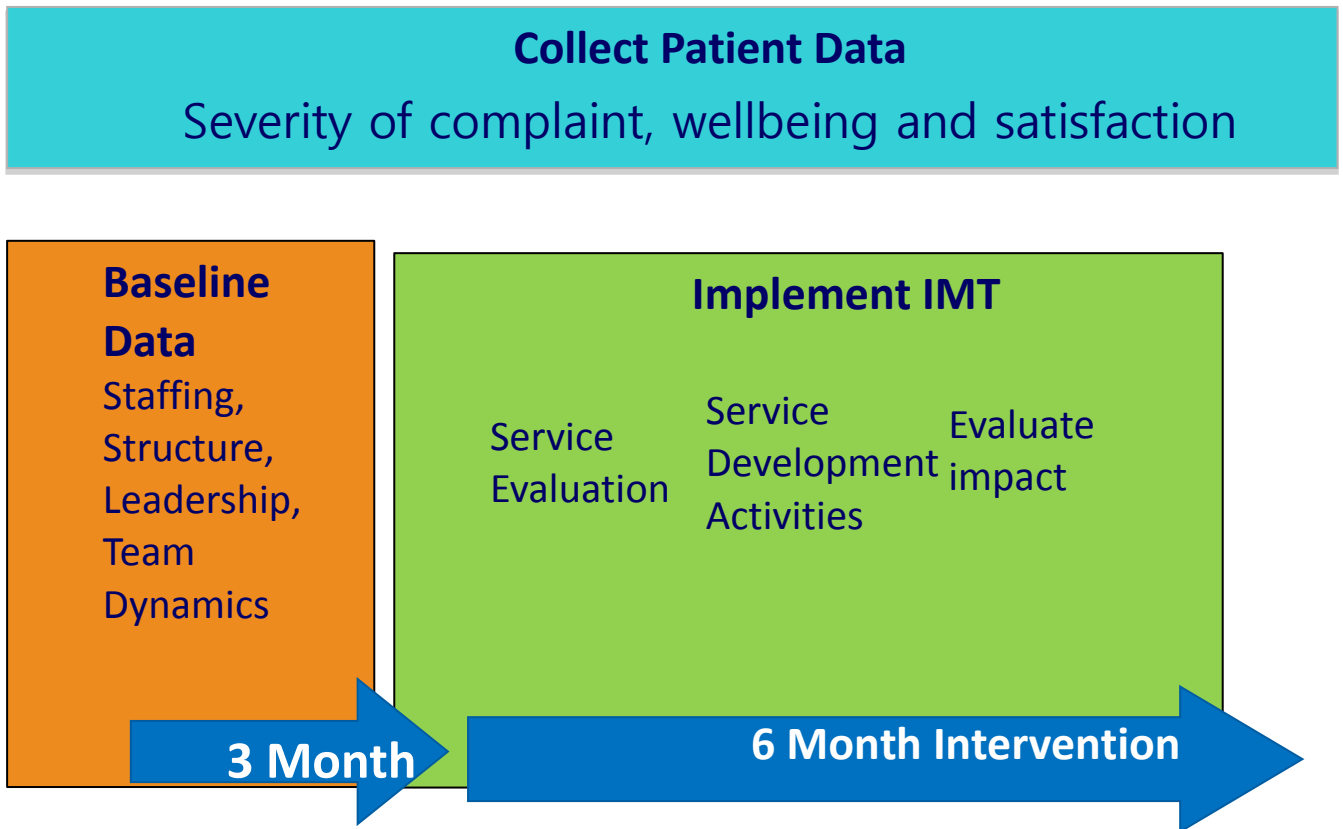 Collect Patient Data
Severity of complaint, wellbeing and satisfaction
Baseline
Data
Staffing,
Structure,
Leadership,
Team
Dynamics
Implement IMT
Service
Evaluation
Service
Development
Activities
Evaluate
impact
3 Month
6 Month Intervention